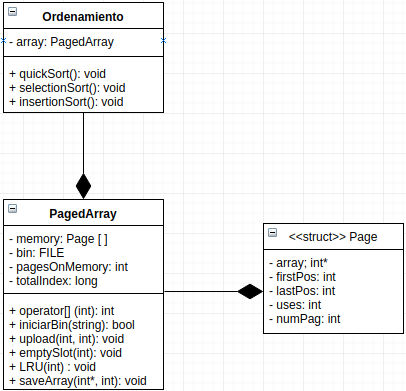 Ordenamiento
- array: PagedArray
+ quickSort(): void
+ selectionSort(): void
+ insertionSort(): void
PagedArray
- memory: Page [ ]
- bin: FILE
- pagesOnMemory: int
- totalIndex: long
+ operator[] (int): int
+ iniciarBin(string): bool
+ upload(int, int): void
+ emptySlot(int): void
+ LRU(int) : void
+ saveArray(int*, int): void
<<struct>> Page
- array; int*
- firstPos: int
- lastPos: int
- uses: int
- numPag: int